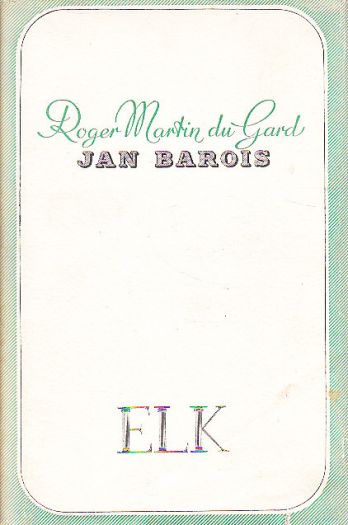 Roger Martin du Gard
JAN BAROIS
ELK